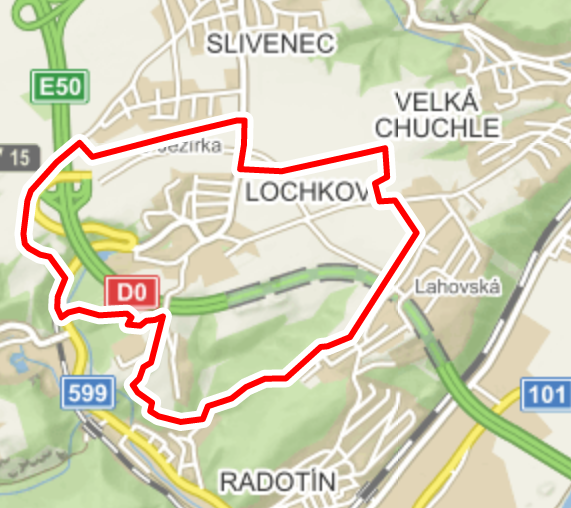 SLIVENEC
E50
VELKÁ
CHUCHLE
15
LOCHKOV
D0
Lahovská
599
101
RADOTÍN